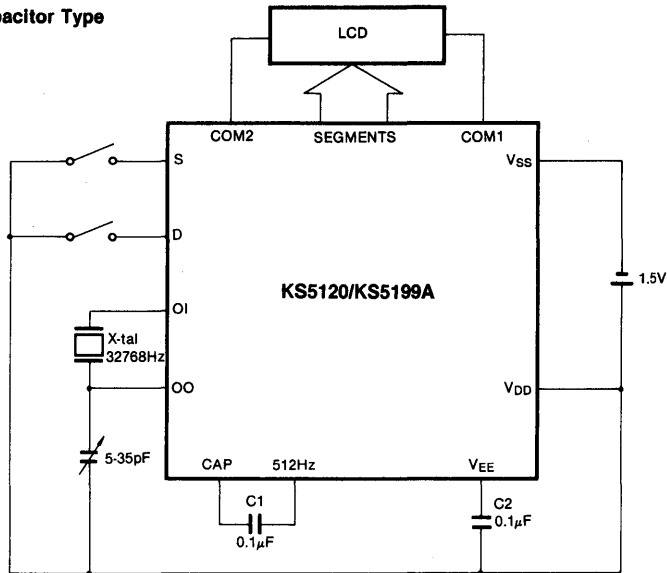 pacitor Type
LCD
COM2 SEGMENTS COM1
S
VSS
D
KS5120/KS5199A
1.5V
OI
X-tal
32768Hz
OO
VDD
5-35pF
CAP 512Hz VEE
C1
0.1μF
C2
0.1μF